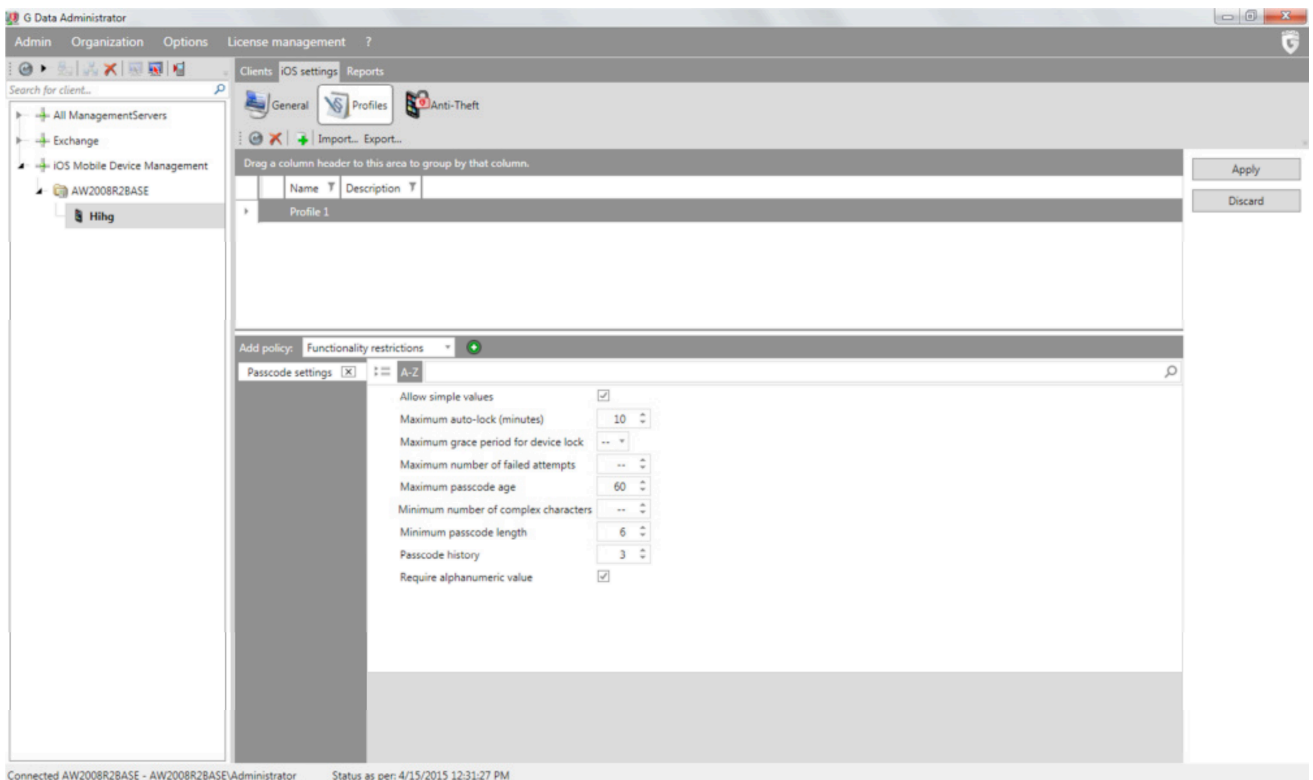 G Data Administrator
Admin Organization Options License management ?
Clients iOS settings Reports
Search for client...
General Profiles Anti-Theft
All ManagementServers
Exchange
iOS Mobile Device Management
AW2008R2BASE
Hihg
Import... Export...
Drag a column header to this area to group by that column.
Name Description
Profile 1
Apply
Discard
Add policy: Functionality restrictions
Passcode settings A-Z
Allow simple values
Maximum auto-lock (minutes) 10
Maximum grace period for device lock --
Maximum number of failed attempts --
Maximum passcode age 60
Minimum number of complex characters --
Minimum passcode length 6
Passcode history 3
Require alphanumeric value
Connected AW2008R2BASE - AW2008R2BASE\Administrator Status as per: 4/15/2015 12:31:27 PM